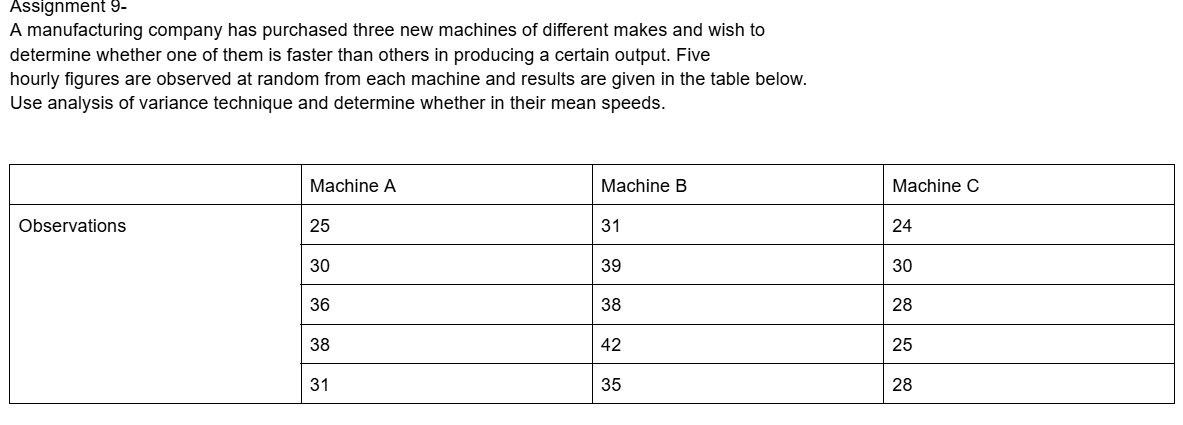 Assignment 9-
A manufacturing company has purchased three new machines of different makes and wish to
determine whether one of them is faster than others in producing a certain output. Five
hourly figures are observed at random from each machine and results are given in the table below.
Use analysis of variance technique and determine whether in their mean speeds.
Machine A Machine B Machine C
Observations 25 31 24
30 39 30
36 38 28
38 42 25
31 35 28